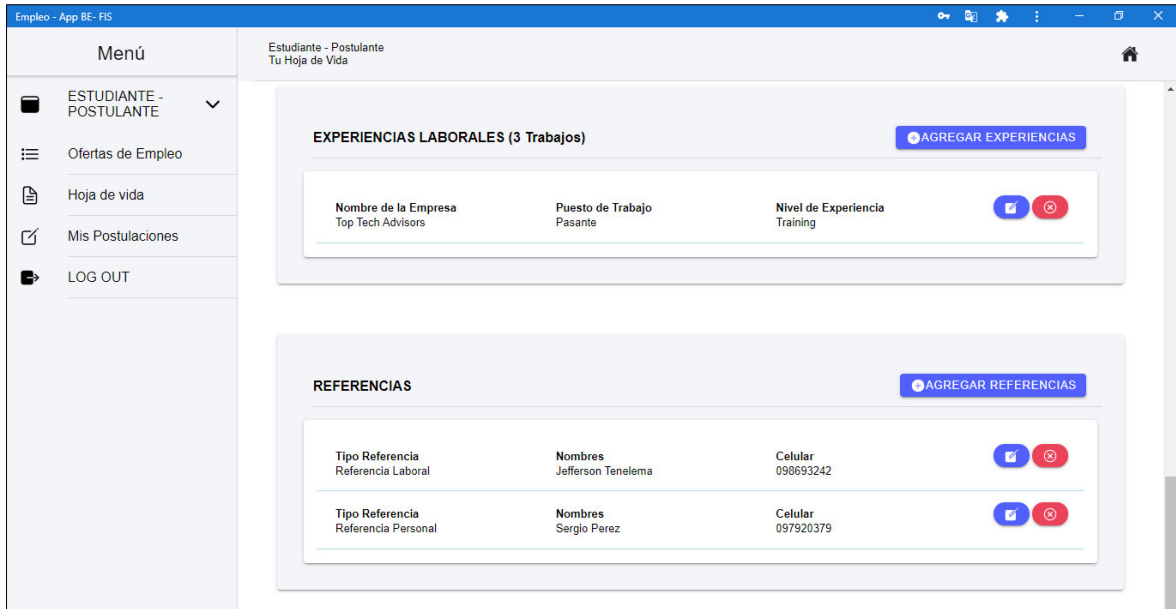 Empleo - App BE- FIS
Menú
ESTUDIANTE -
POSTULANTE
Ofertas de Empleo
Hoja de vida
Mis Postulaciones
LOG OUT
Estudiante - Postulante
Tu Hoja de Vida
EXPERIENCIAS LABORALES (3 Trabajos)
AGREGAR EXPERIENCIAS
Nombre de la Empresa Puesto de Trabajo Nivel de Experiencia
Top Tech Advisors Pasante Training
REFERENCIAS
AGREGAR REFERENCIAS
Tipo Referencia Nombres Celular
Referencia Laboral Jefferson Tenelema 098693242
Tipo Referencia Nombres Celular
Referencia Personal Sergio Perez 097920379